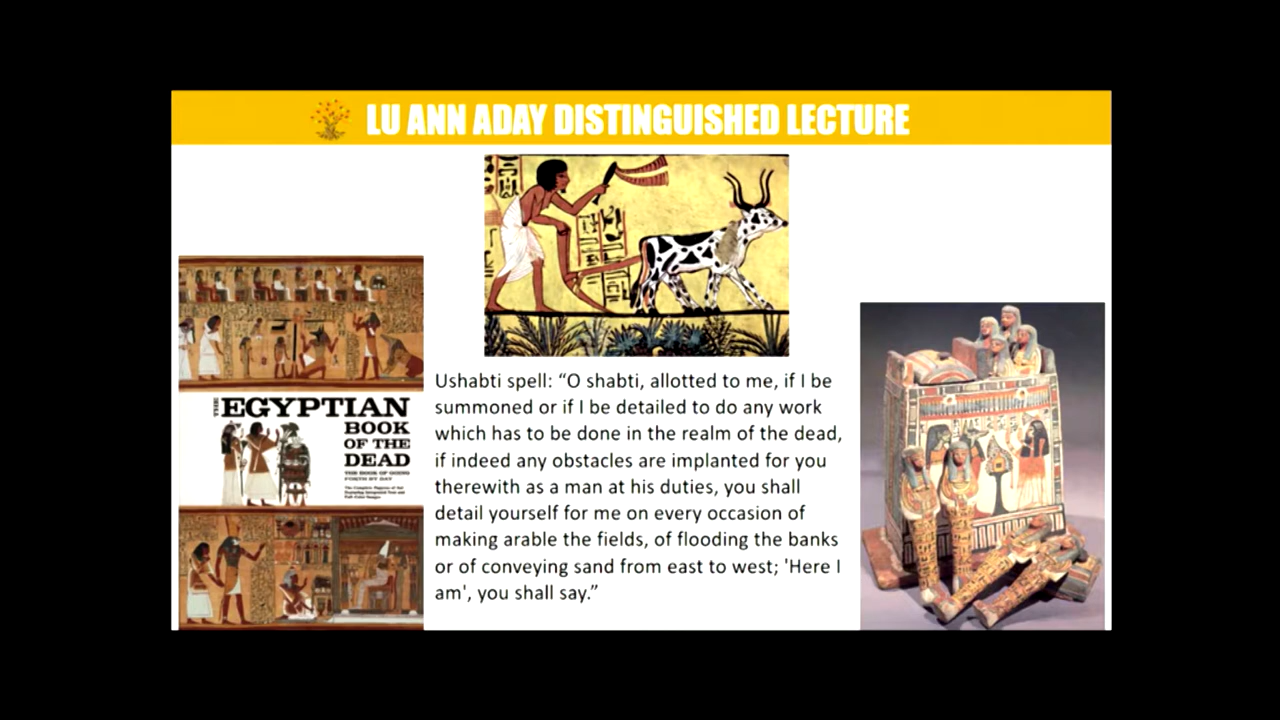 LU ANN ADAY DISTINGUISHED LECTURE
THE EGYPTIAN
BOOK
OF THE
DEAD
THE BOOK OF GOING
FORTH BY DAY
Ushabti spell: “O shabti, allotted to me, if I be
summoned or if I be detailed to do any work
which has to be done in the realm of the dead,
if indeed any obstacles are implanted for you
therewith as a man at his duties, you shall
detail yourself for me on every occasion of
making arable the fields, of flooding the banks
or of conveying sand from east to west; 'Here I
am', you shall say.”